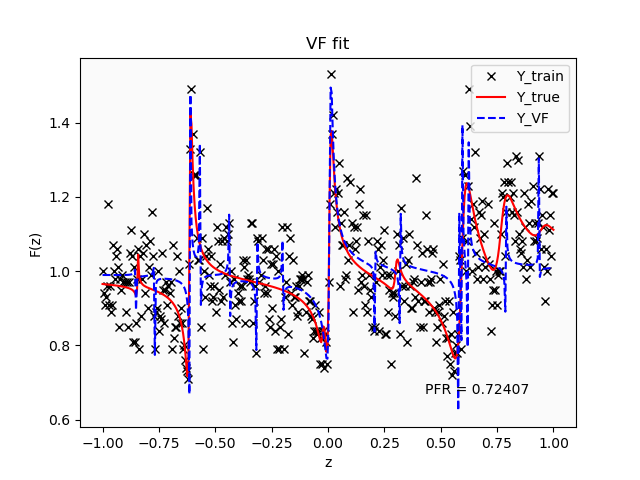 VF fit
Y_train
Y_true
Y_VF
F(z)
1.4
1.2
1.0
0.8
0.6
PFR = 0.72407
−1.00 −0.75 −0.50 −0.25 0.00 0.25 0.50 0.75 1.00
z